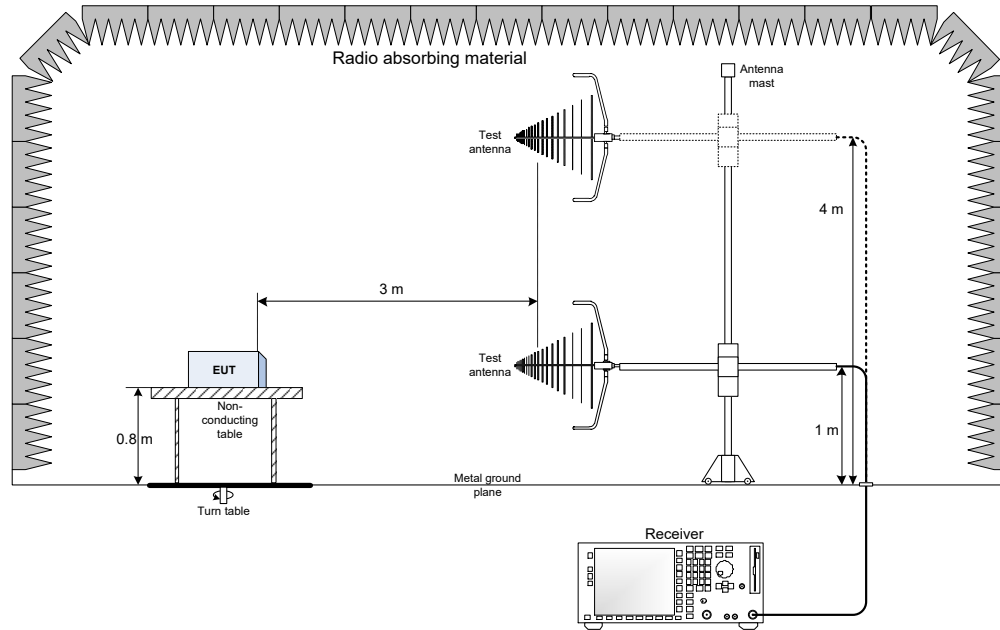 Radio absorbing material
Antenna
mast
Test
antenna
4 m
3 m
Test
antenna
EUT
Non-
conducting
table
0.8 m
1 m
Metal ground
plane
Turn table
Receiver